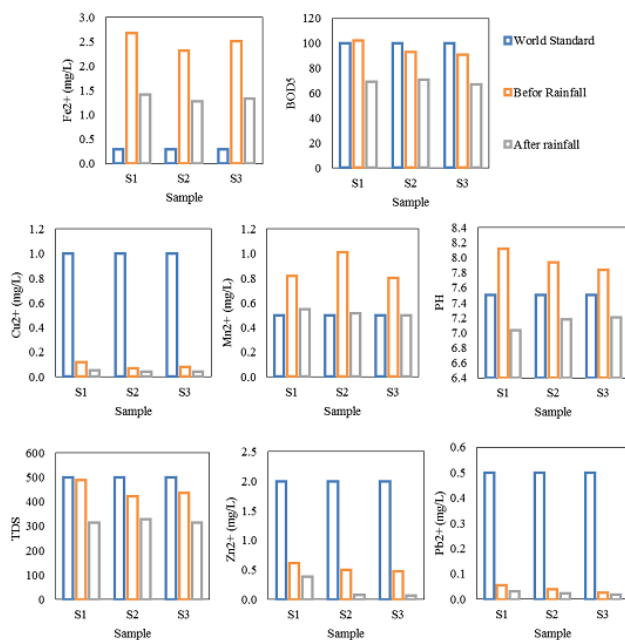 3.0
2.5
2.0
1.5
1.0
0.5
0.0
Fe2+ (mg/L)
S1 S2 S3
Sample
120
100
80
60
40
20
0
BOD5
S1 S2 S3
Sample
World Standard
Befor Rainfall
After rainfall
1.2
1.0
0.8
0.6
0.4
0.2
0.0
Cu2+ (mg/L)
S1 S2 S3
Sample
1.2
1.0
0.8
0.6
0.4
0.2
0.0
Mn2+ (mg/L)
S1 S2 S3
Sample
8.4
8.2
8.0
7.8
7.6
7.4
7.2
7.0
6.8
6.6
6.4
PH
S1 S2 S3
Sample
600
500
400
300
200
100
0
TDS
S1 S2 S3
Sample
2.5
2.0
1.5
1.0
0.5
0.0
Zn2+ (mg/L)
S1 S2 S3
Sample
0.6
0.5
0.4
0.3
0.2
0.1
0.0
Pb2+ (mg/L)
S1 S2 S3
Sample